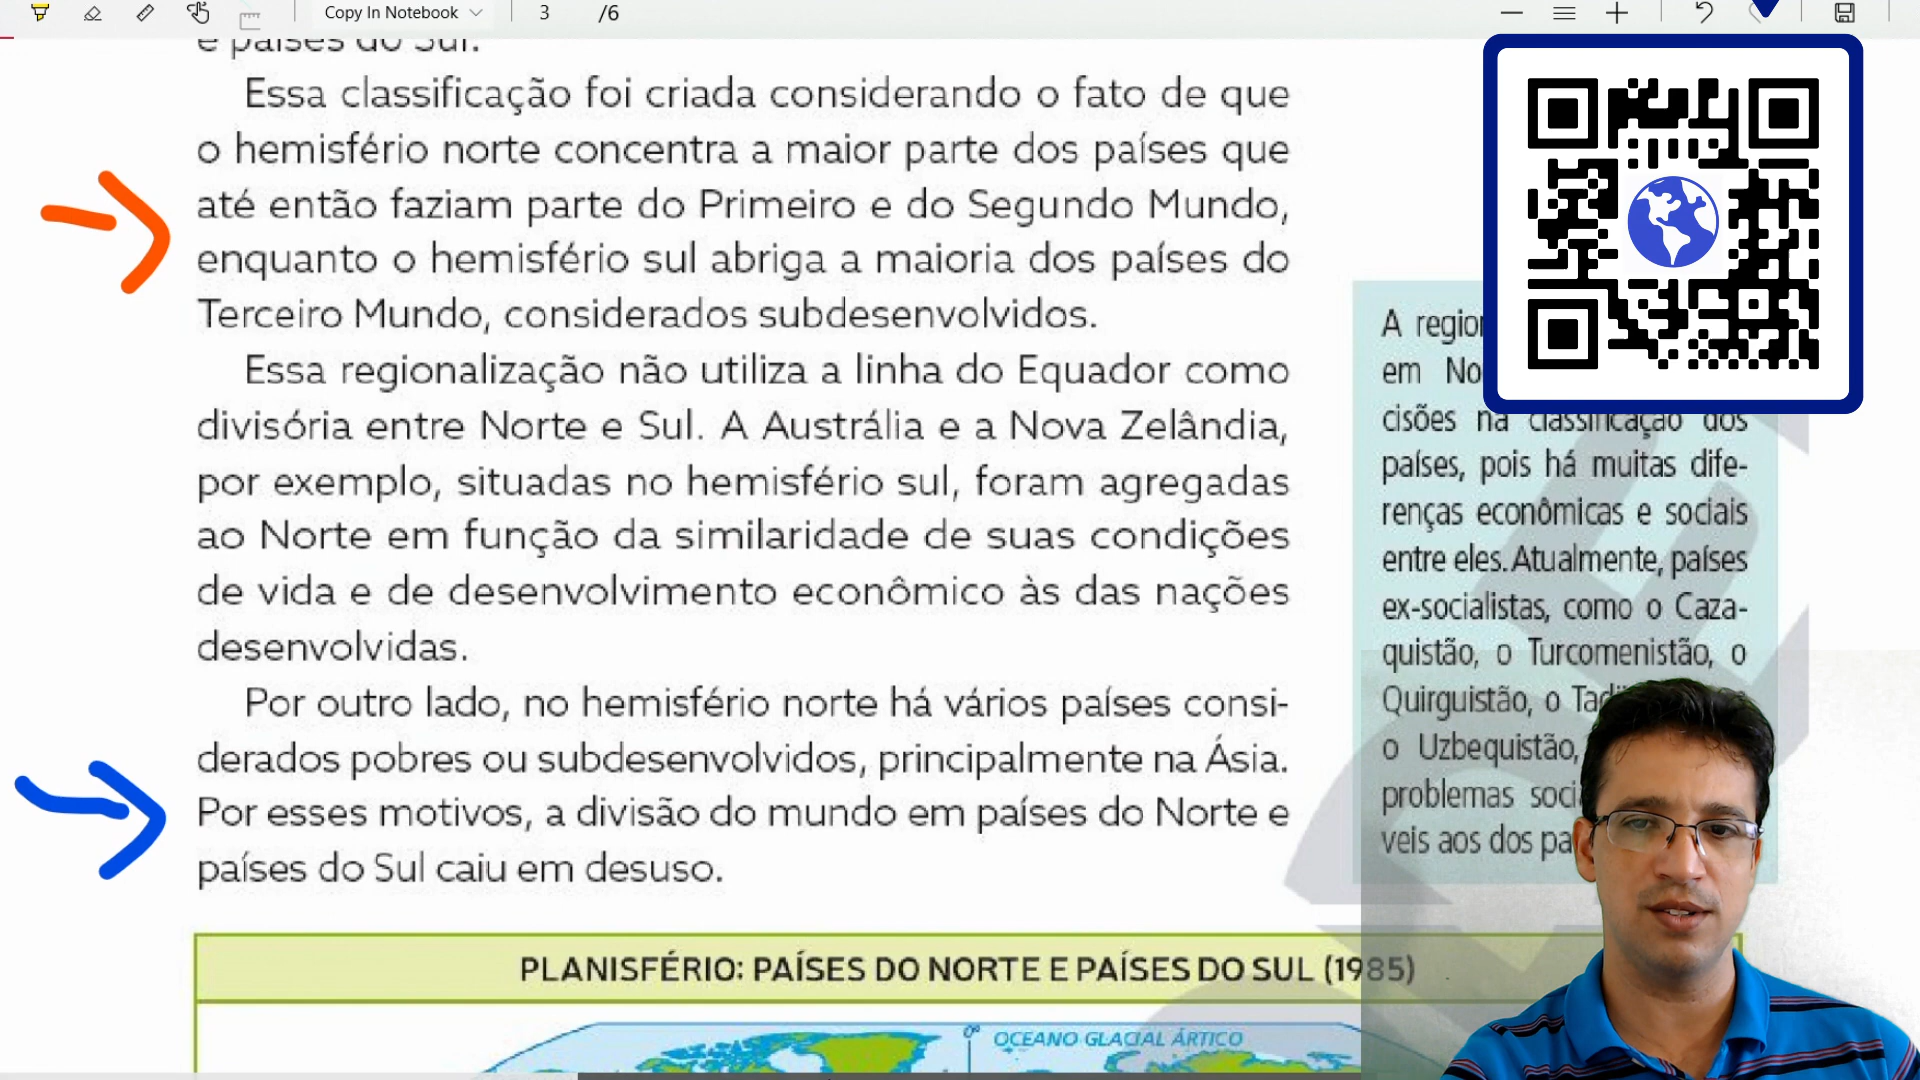 Copy In Notebook
3
/6
e países do Sul.
Essa classificação foi criada considerando o fato de que
o hemisfério norte concentra a maior parte dos países que
até então faziam parte do Primeiro e do Segundo Mundo,
enquanto o hemisfério sul abriga a maioria dos países do
Terceiro Mundo, considerados subdesenvolvidos.
Essa regionalização não utiliza a linha do Equador como
divisória entre Norte e Sul. A Austrália e a Nova Zelândia,
por exemplo, situadas no hemisfério sul, foram agregadas
ao Norte em função da similaridade de suas condições
de vida e de desenvolvimento econômico às das nações
desenvolvidas.
Por outro lado, no hemisfério norte há vários países consi-
derados pobres ou subdesenvolvidos, principalmente na Ásia.
Por esses motivos, a divisão do mundo em países do Norte e
países do Sul caiu em desuso.
A
em
cisões na classificação dos
países, pois há muitas dife-
renças econômicas e sociais
entre eles. Atualmente, países
ex-socialistas, como o Caza-
quistão, o Turcomenistão, o
Quirguistão, o
o Uzbequistão,
problemas
veis aos dos
PLANISFÉRIO: PAÍSES DO NORTE E PAÍSES DO SUL (1985)
0°
OCEANO GLACIAL ÁRTICO